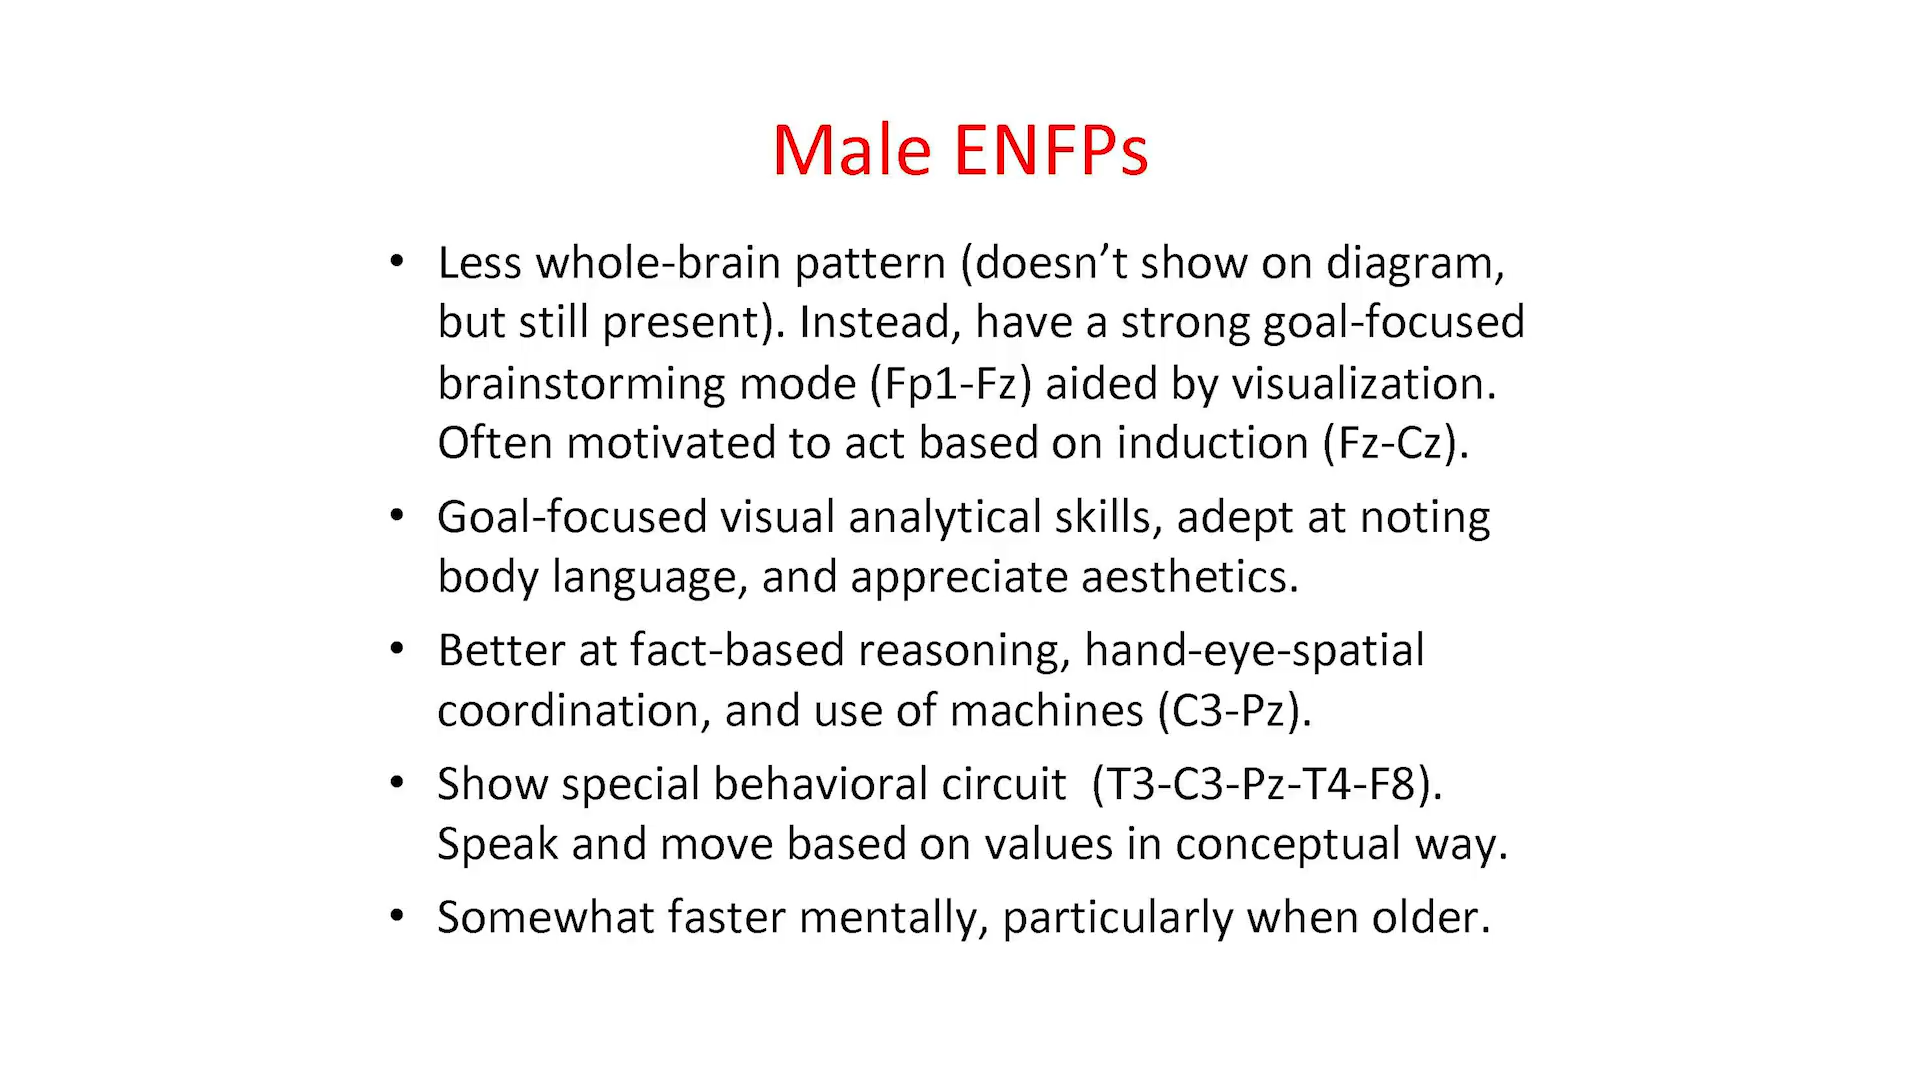 Male ENFPs
• Less whole-brain pattern (doesn’t show on diagram,
but still present). Instead, have a strong goal-focused
brainstorming mode (Fp1-Fz) aided by visualization.
Often motivated to act based on induction (Fz-Cz).
• Goal-focused visual analytical skills, adept at noting
body language, and appreciate aesthetics.
• Better at fact-based reasoning, hand-eye-spatial
coordination, and use of machines (C3-Pz).
• Show special behavioral circuit  (T3-C3-Pz-T4-F8).
Speak and move based on values in conceptual way.
• Somewhat faster mentally, particularly when older.